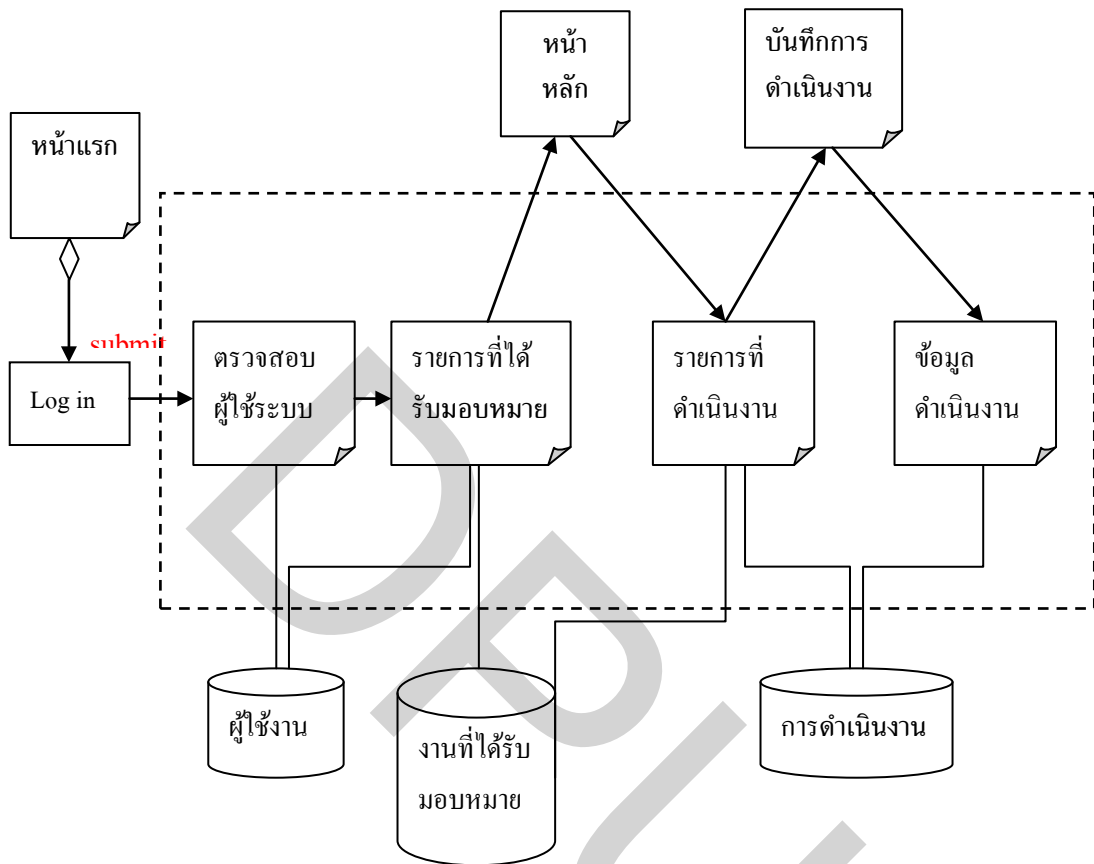 หน้า
หลัก
บันทึกการ
ดำเนินงาน
หน้าแรก
submit
Log in
ตรวจสอบ
ผู้ใช้ระบบ
รายการที่ได้
รับมอบหมาย
รายการที่
ดำเนินงาน
ข้อมูล
ดำเนินงาน
ผู้ใช้งาน
งานที่ได้รับ
มอบหมาย
การดำเนินงาน
DPU